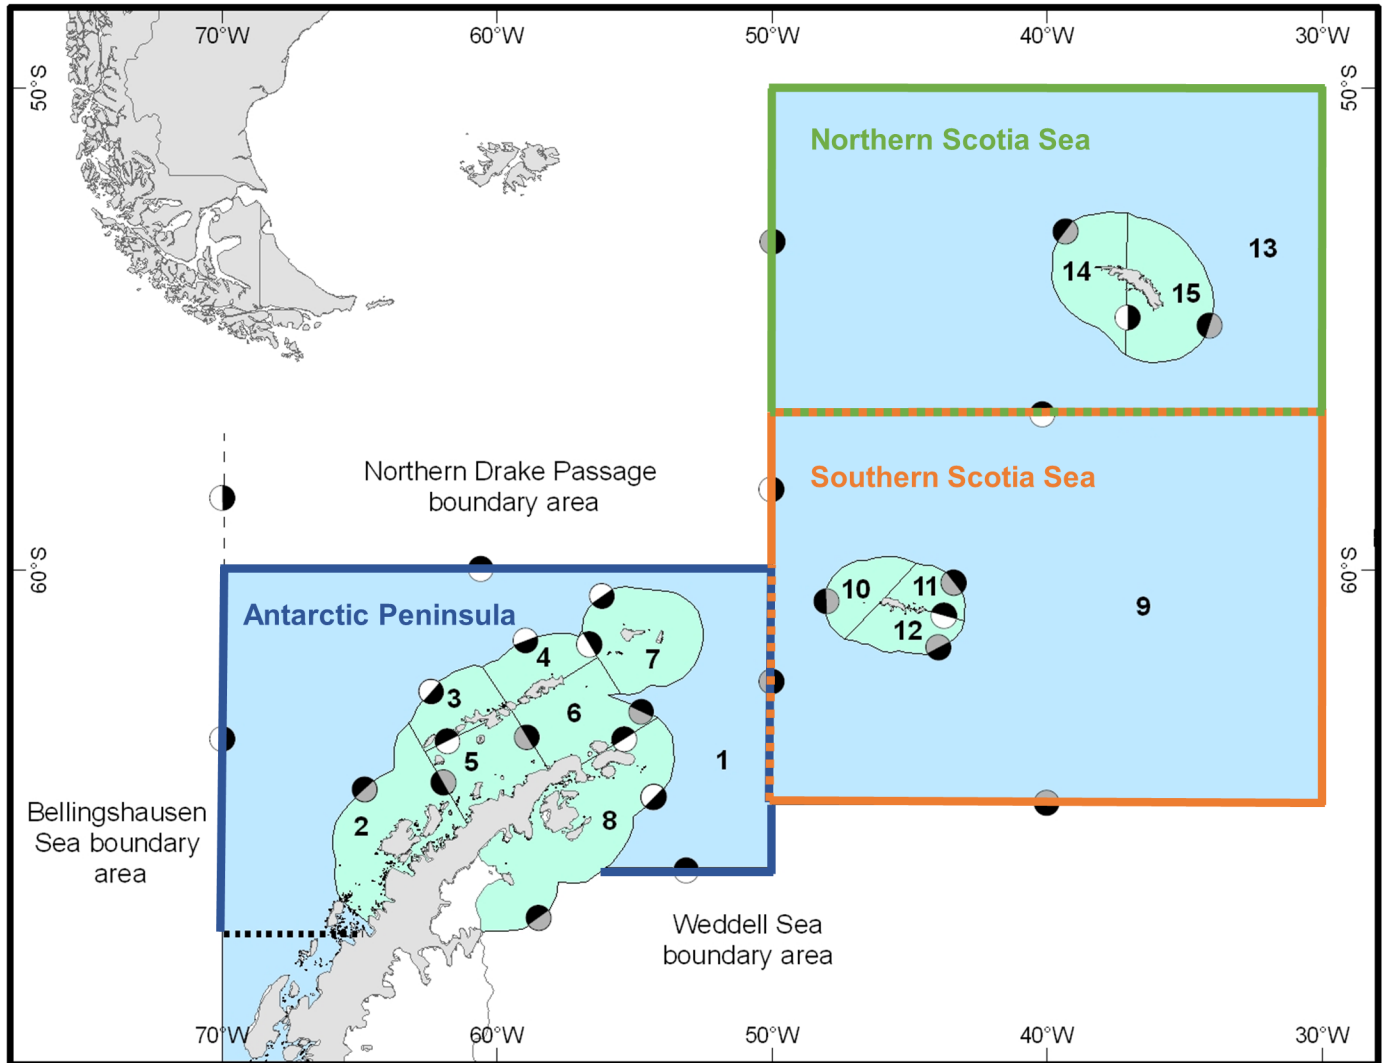 70°W 60°W 50°W 40°W 30°W
50°S 50°S
Northern Scotia Sea
13
14
15
Northern Drake Passage
boundary area
Southern Scotia Sea
60°S 60°S
10 11
9
12
Antarctic Peninsula
4
7
3
6
1
5
Bellingshausen
Sea boundary
area
2
8
Weddell Sea
boundary area
70°W 60°W 50°W 40°W 30°W